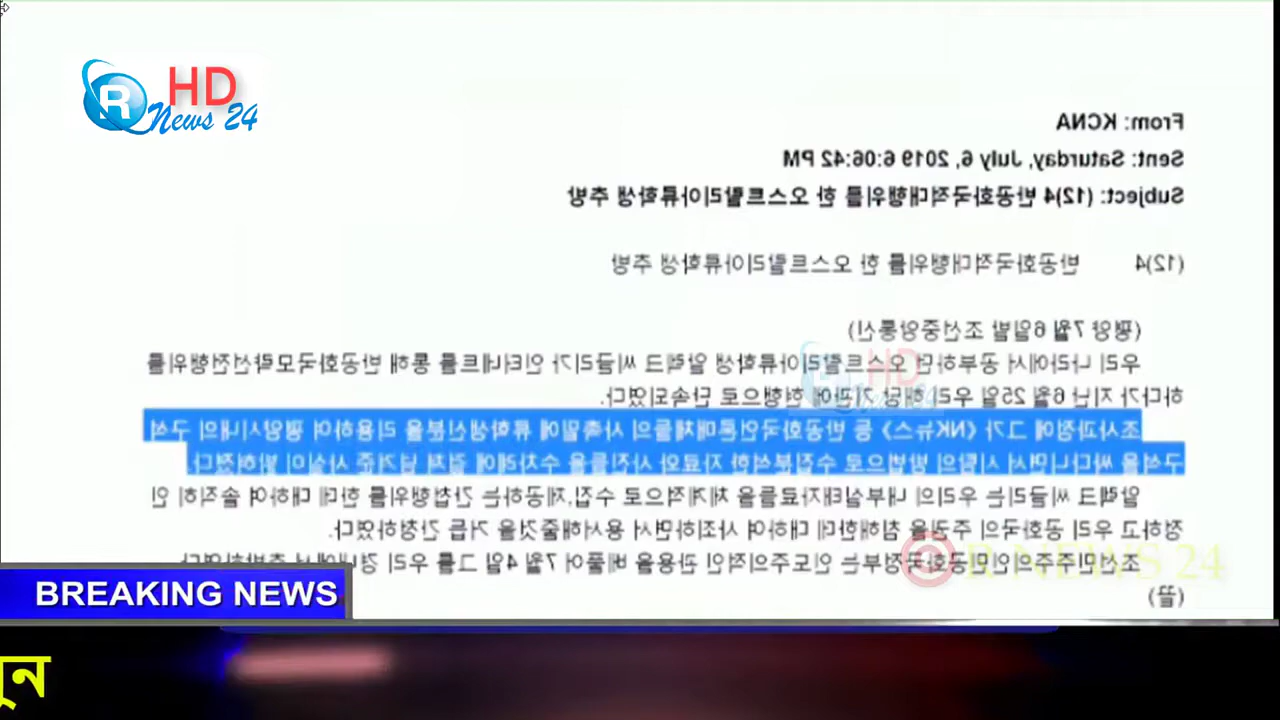 HD
R News 24
From: KCNA
Sent: Saturday, July 6, 2019 6:06:42 PM
Subject: (12)4 반공화국적대행위를 한 오스트랄리아류학생 추방
(12)4 반공화국적대행위를 한 오스트랄리아류학생 추방
(평양 7월 6일발 조선중앙통신)
우리 나라에서 공부하던 오스트랄리아류학생 알렉크 씨글리가 인터네트를 통해 반공화국모략선전행위를
하다가 지난 6월 25일 우리 해당 기관에 현행으로 단속되였다.
조사과정에 그가 《NK뉴스》 등 반공화국언론매체들의 사촉밑에 류학생신분을 리용하여 평양시내의 구석
구석을 싸다니면서 시탐의 방법으로 수집분석한 자료와 사진들을 수차례에 걸쳐 넘겨준 사실이 밝혀졌다.
알렉크 씨글리는 우리의 내부실태자료들을 체계적으로 수집,제공하는 간첩행위를 한데 대하여 솔직히 인
정하고 우리 공화국의 주권을 침해한데 대하여 사죄하면서 용서해줄것을 거듭 간청하였다.
조선민주주의인민공화국정부는 인도주의적인 관용을 베풀어 7월 4일 그를 우리 경내에서 추방하였다.
(끝)
© R NEWS 24
BREAKING NEWS